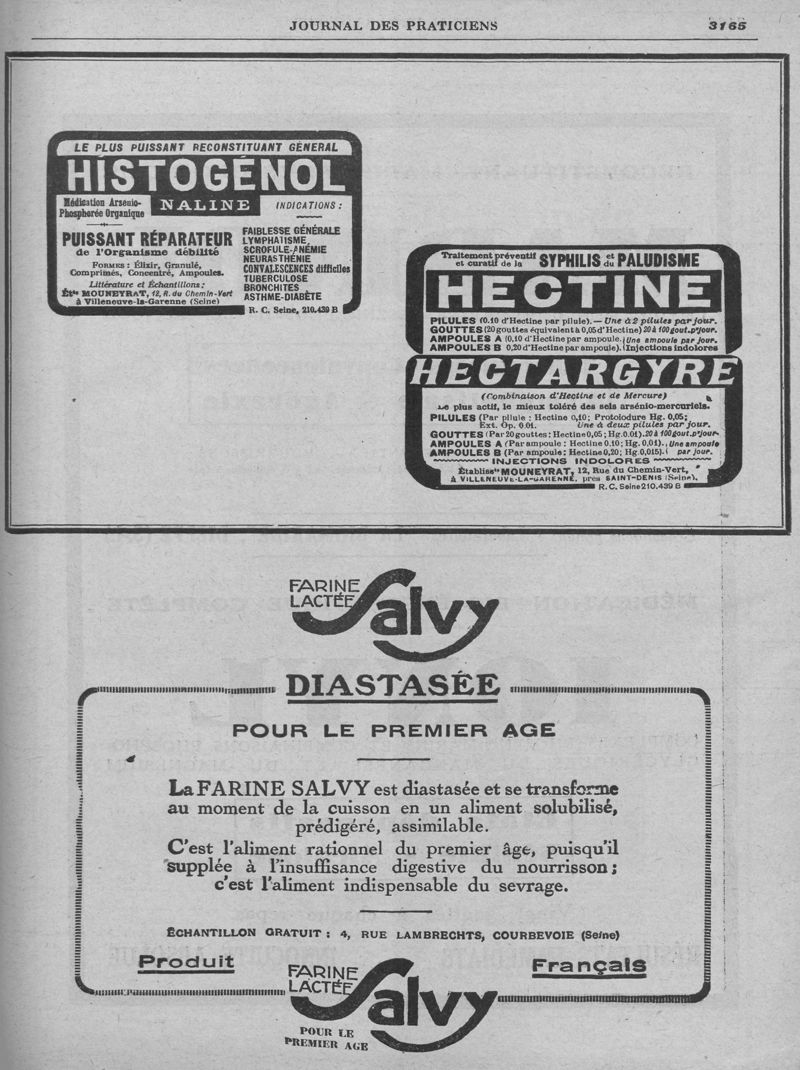 JOURNAL DES PRATICIENS
3165
LE PLUS PUISSANT RECONSTITUANT GÉNÉRAL
HISTOGÉNOL
Médication Arsénio-
Phosphorée Organique
NALINE
INDICATIONS :
PUISSANT RÉPARATEUR
de l'Organisme débilité
FORMES : Élixir, Granulé,
Comprimés, Concentré, Ampoules.
Littérature et Échantillons :
Étts MOUNEYRAT, 12, R. du Chemin-Vert
à Villeneuve-la-Garenne (Seine)
FAIBLESSE GÉNÉRALE
LYMPHATISME
SCROFULE-ANÉMIE
NEURASTHÉNIE
CONVALESCENCES difficiles
TUBERCULOSE
BRONCHITES
ASTHME-DIABÈTE
R. C. Seine, 210.439 B
Traitement préventif
et curatif de la SYPHILIS et du PALUDISME
HECTINE
PILULES (0.10 d'Hectine par pilule). — Une à 2 pilules par jour.
GOUTTES (20 gouttes équivalent à 0,05 d'Hectine) 20 à 100 gout. p' jour.
AMPOULES A (0,10 d'Hectine par ampoule. Une ampoule par jour.
AMPOULES B 0,20 d'Hectine par ampoule). Injections indolores
HECTARGYRE
(Combinaison d'Hectine et de Mercure)
Le plus actif, le mieux toléré des sels arsénio-mercuriels.
PILULES (Par pilule : Hectine 0,10; Protoiodure Hg. 0,05;
Ext. Op. 0.01. Une à deux pilules par jour.
GOUTTES (Par 20 gouttes: Hectine 0,05 ; Hg. 0.01). 20 à 100 gout. p' jour
AMPOULES A (Par ampoule : Hectine 0.10; Hg. 0,01). Une ampoule
AMPOULES B (Par ampoule: Hectine 0,20; Hg. 0,015). par jour.
INJECTIONS INDOLORES
Établiss.ts MOUNEYRAT, 12, Rue du Chemin-Vert,
à VILLENEUVE-LA-GARENNE, près SAINT-DENIS (Seine).
R. C. Seine 210.439 B
FARINE
LACTÉE
Salvy
DIASTASÉE
POUR LE PREMIER AGE
La FARINE SALVY est diastasée et se transforme
au moment de la cuisson en un aliment solubilisé,
prédigéré, assimilable.
C'est l'aliment rationnel du premier âge, puisqu'il
supplée à l'insuffisance digestive du nourrisson ;
c'est l'aliment indispensable du sevrage.
ÉCHANTILLON GRATUIT : 4, RUE LAMBRECHTS, COURBEVOIE (Seine)
Produit
Français
FARINE
LACTÉE
Salvy
POUR LE
PREMIER AGE